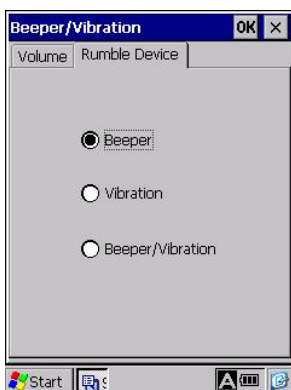 Beeper/Vibration OK ×
Volume Rumble Device
Beeper
Vibration
Beeper/Vibration
Start A